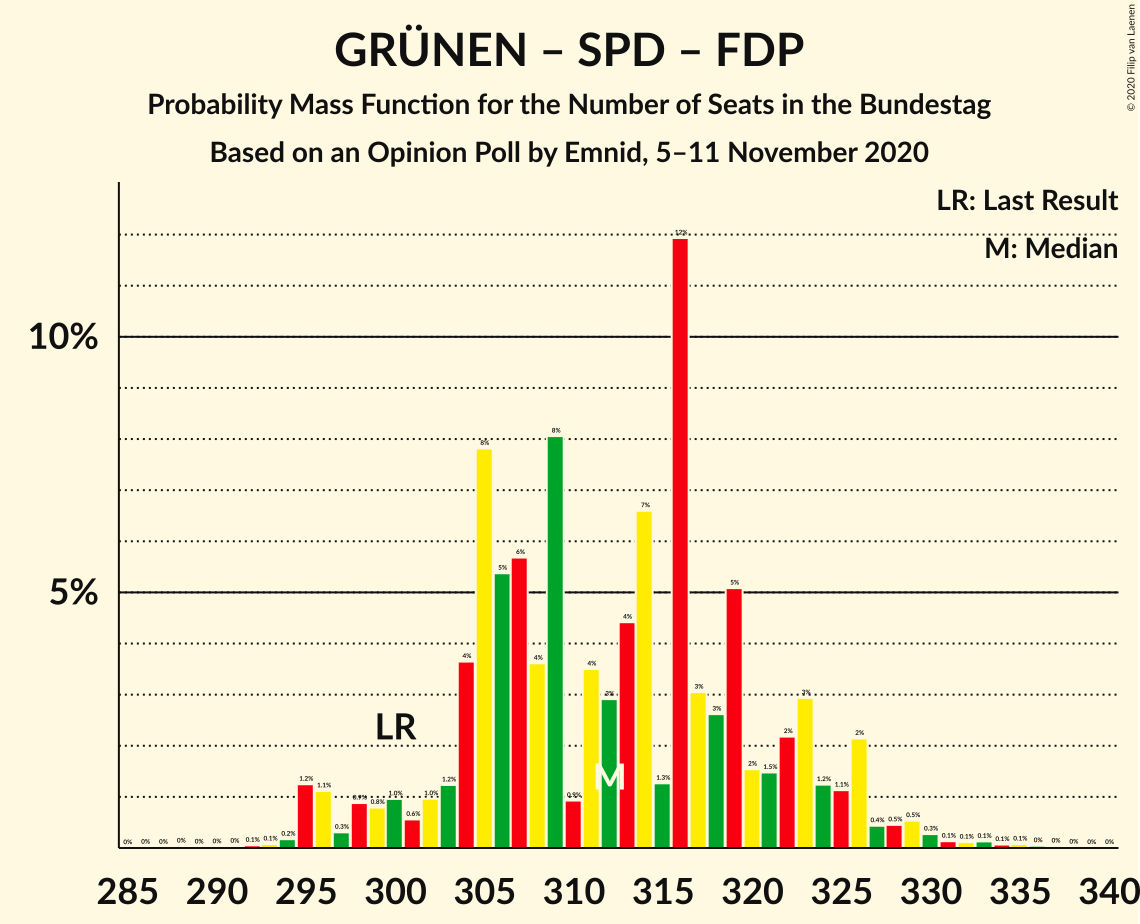 GRÜNEN – SPD – FDP
Probability Mass Function for the Number of Seats in the Bundestag
Based on an Opinion Poll by Emnid, 5–11 November 2020
© 2020 Filip van Laenen
LR: Last Result
M: Median
10%
5%
0% 0% 0% 0% 0% 0% 0% 0.1% 0.1% 0.2% 1.2% 1.1% 0.3% 0.9% 0.8% 1.0% 0.6% 1.0% 1.2% 4% 8% 5% 6% 4% 8% 0.9% 4% 3% 4% 7% 1.3% 12% 3% 3% 5% 2% 1.5% 2% 3% 1.2% 1.1% 2% 0.4% 0.5% 0.5% 0.3% 0.1% 0.1% 0.1% 0.1% 0.1% 0% 0% 0% 0% 0%
LR
M
285 290 295 300 305 310 315 320 325 330 335 340